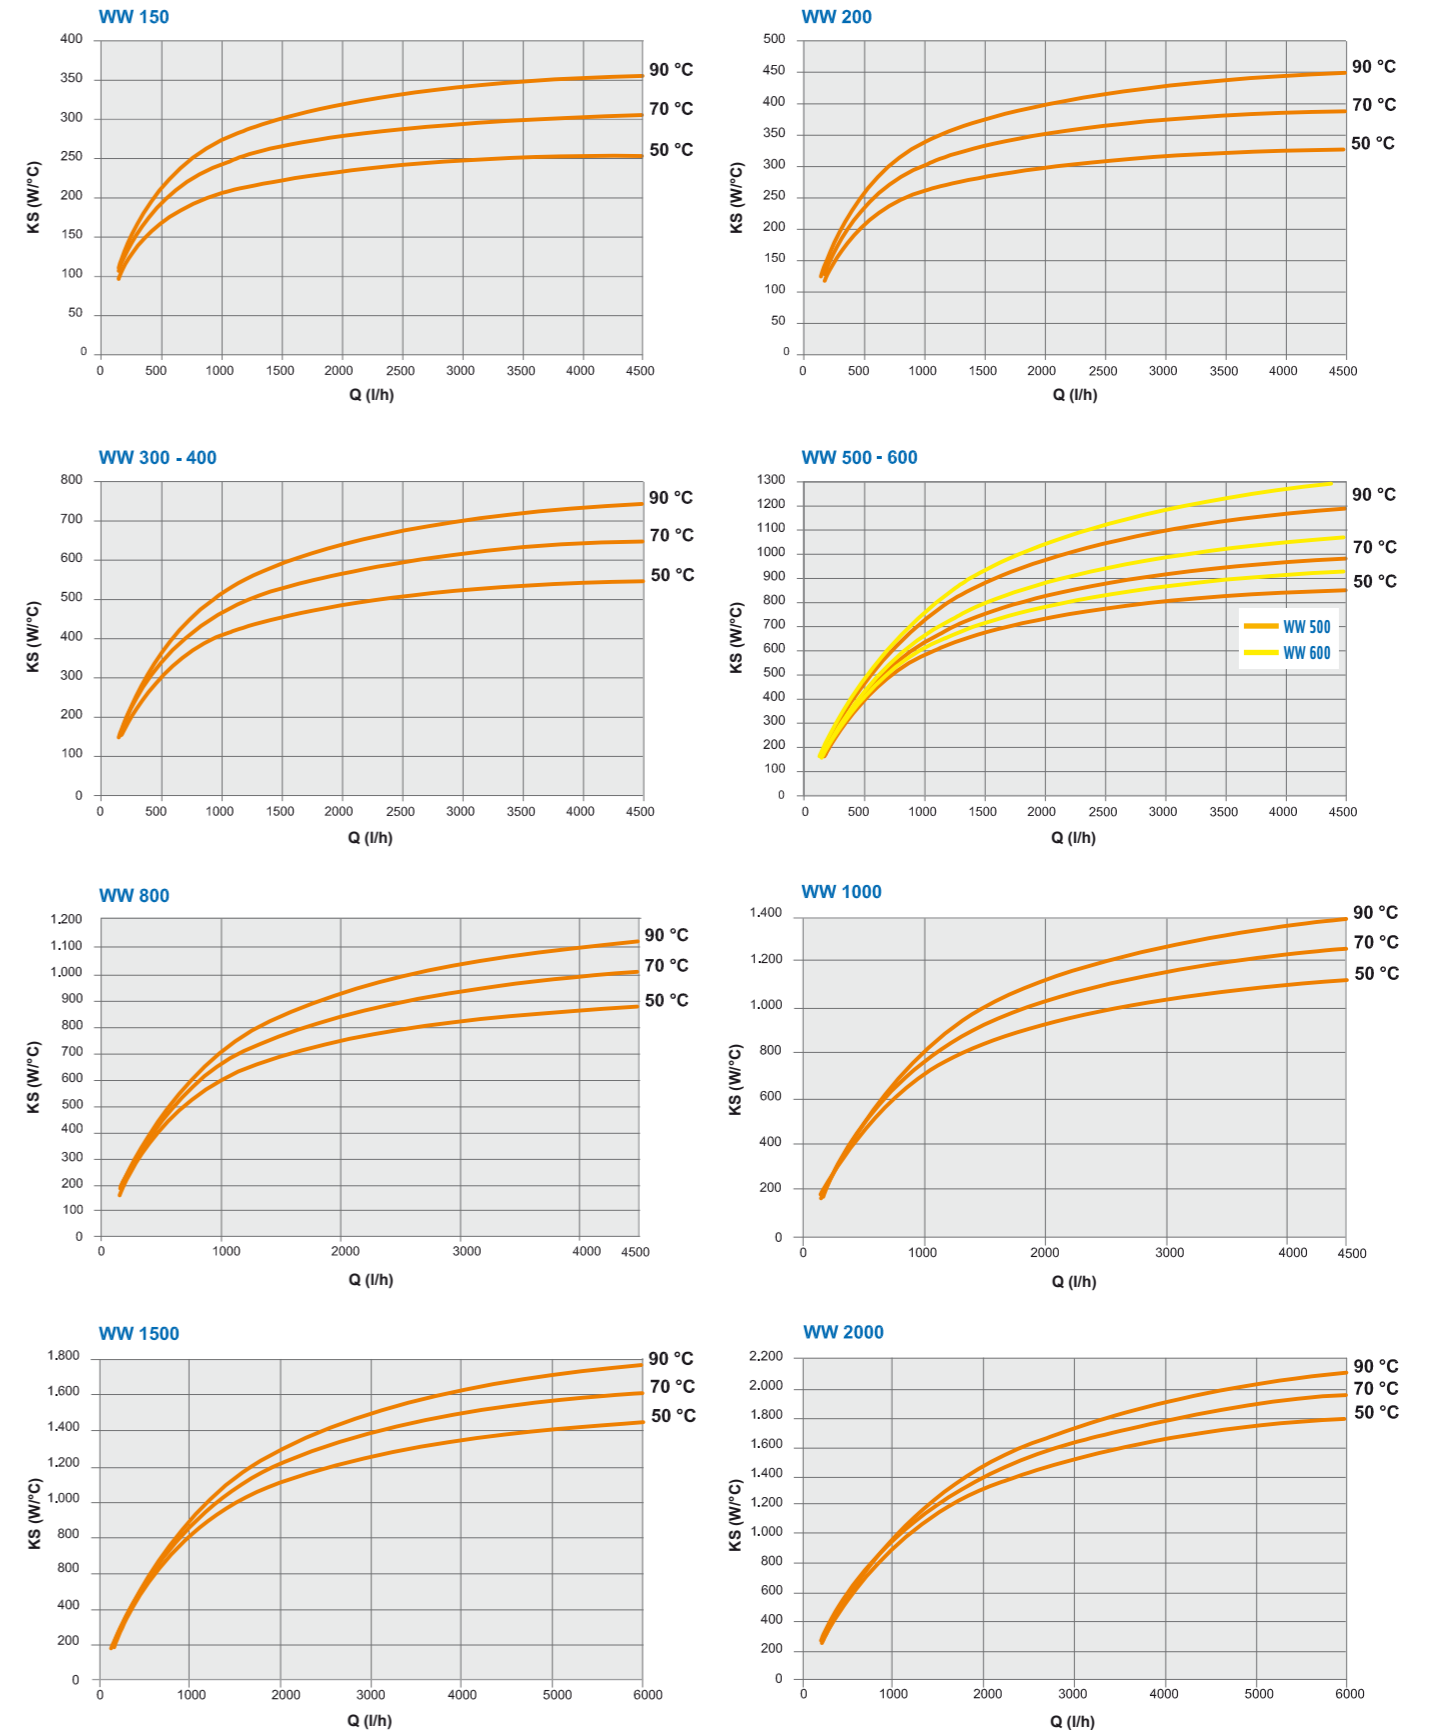 WW 150
400
350
300
250
200
150
100
50
0
KS (W/°C)
90 °C
70 °C
50 °C
0 500 1000 1500 2000 2500 3000 3500 4000 4500
Q (l/h)
WW 200
500
450
400
350
300
250
200
150
100
50
0
KS (W/°C)
90 °C
70 °C
50 °C
0 500 1000 1500 2000 2500 3000 3500 4000 4500
Q (l/h)
WW 300 - 400
800
700
600
500
400
300
200
100
0
KS (W/°C)
90 °C
70 °C
50 °C
0 500 1000 1500 2000 2500 3000 3500 4000 4500
Q (l/h)
WW 500 - 600
1300
1200
1100
1000
900
800
700
600
500
400
300
200
100
0
KS (W/°C)
90 °C
70 °C
50 °C
WW 500
WW 600
0 500 1000 1500 2000 2500 3000 3500 4000 4500
Q (l/h)
WW 800
1.200
1.100
1.000
900
800
700
600
500
400
300
200
100
0
KS (W/°C)
90 °C
70 °C
50 °C
0 1000 2000 3000 4000 4500
Q (l/h)
WW 1000
1.400
1.200
1.000
800
600
400
200
0
KS (W/°C)
90 °C
70 °C
50 °C
0 1000 2000 3000 4000 4500
Q (l/h)
WW 1500
1.800
1.600
1.400
1.200
1.000
800
800
400
200
0
KS (W/°C)
90 °C
70 °C
50 °C
0 1000 2000 3000 4000 5000 6000
Q (l/h)
WW 2000
2.200
2.000
1.800
1.600
1.400
1.200
1.000
800
600
400
200
0
KS (W/°C)
90 °C
70 °C
50 °C
0 1000 2000 3000 4000 5000 6000
Q (l/h)